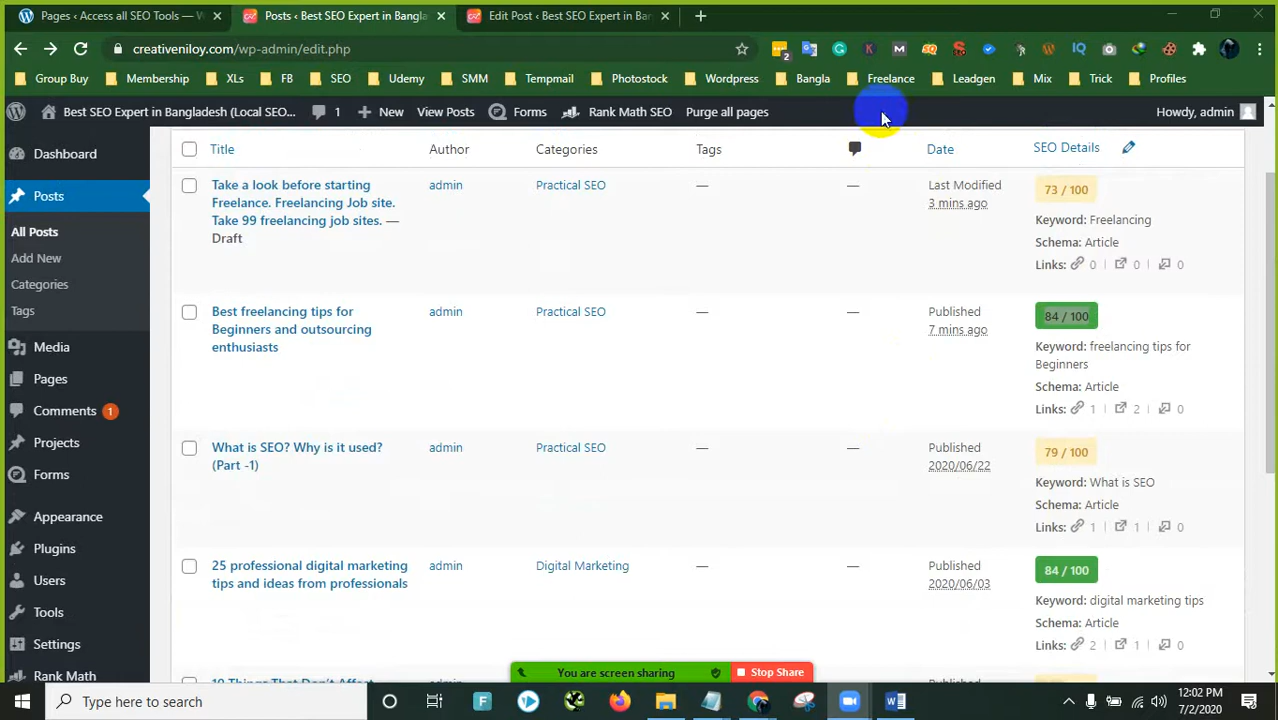 Pages ‹ Access all SEO Tools — W
Posts ‹ Best SEO Expert in Bangla
Edit Post ‹ Best SEO Expert in Ban
creativeniloy.com/wp-admin/edit.php
Group Buy
Membership
XLs
FB
SEO
Udemy
SMM
Tempmail
Photostock
Wordpress
Bangla
Freelance
Leadgen
Mix
Trick
Profiles
Best SEO Expert in Bangladesh (Local SEO...
1
New
View Posts
Forms
Rank Math SEO
Purge all pages
Howdy, admin
Dashboard
Posts
All Posts
Add New
Categories
Tags
Media
Pages
Comments 1
Projects
Forms
Appearance
Plugins
Users
Tools
Settings
Rank Math
Title
Author
Categories
Tags
Date
SEO Details
Take a look before starting
Freelance. Freelancing Job site.
Take 99 freelancing job sites. —
Draft
admin
Practical SEO
—
—
Last Modified
3 mins ago
73 / 100
Keyword: Freelancing
Schema: Article
Links: 0 | 0 | 0
Best freelancing tips for
Beginners and outsourcing
enthusiasts
admin
Practical SEO
—
—
Published
7 mins ago
84 / 100
Keyword: freelancing tips for
Beginners
Schema: Article
Links: 1 | 2 | 0
What is SEO? Why is it used?
(Part -1)
admin
Practical SEO
—
—
Published
2020/06/22
79 / 100
Keyword: What is SEO
Schema: Article
Links: 1 | 1 | 0
25 professional digital marketing
tips and ideas from professionals
admin
Digital Marketing
—
—
Published
2020/06/03
84 / 100
Keyword: digital marketing tips
Schema: Article
Links: 2 | 1 | 0
10 Things That Don't Affect
You are screen sharing
Stop Share
Type here to search
12:02 PM
7/2/2020